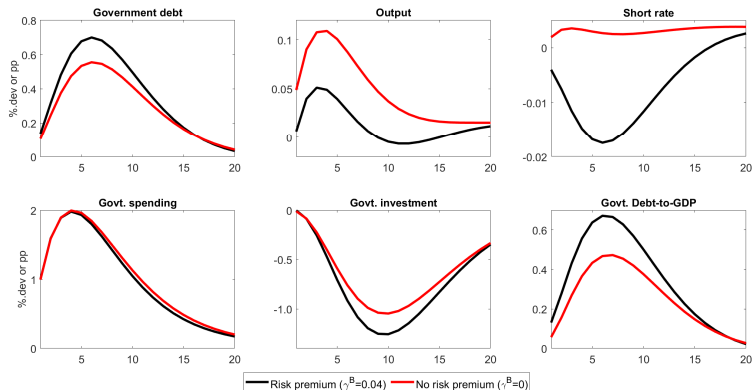 Government debt
Output
Short rate
%.dev or pp
0.8
0.6
0.4
0.2
0
5 10 15 20
0.1
0.05
0
5 10 15 20
0
-0.01
-0.02
5 10 15 20
Govt. spending
Govt. investment
Govt. Debt-to-GDP
%.dev or pp
2
1
0
5 10 15 20
0
-0.5
-1.0
5 10 15 20
0.6
0.4
0.2
0
5 10 15 20
Risk premium (γᴮ=0.04) No risk premium (γᴮ=0)